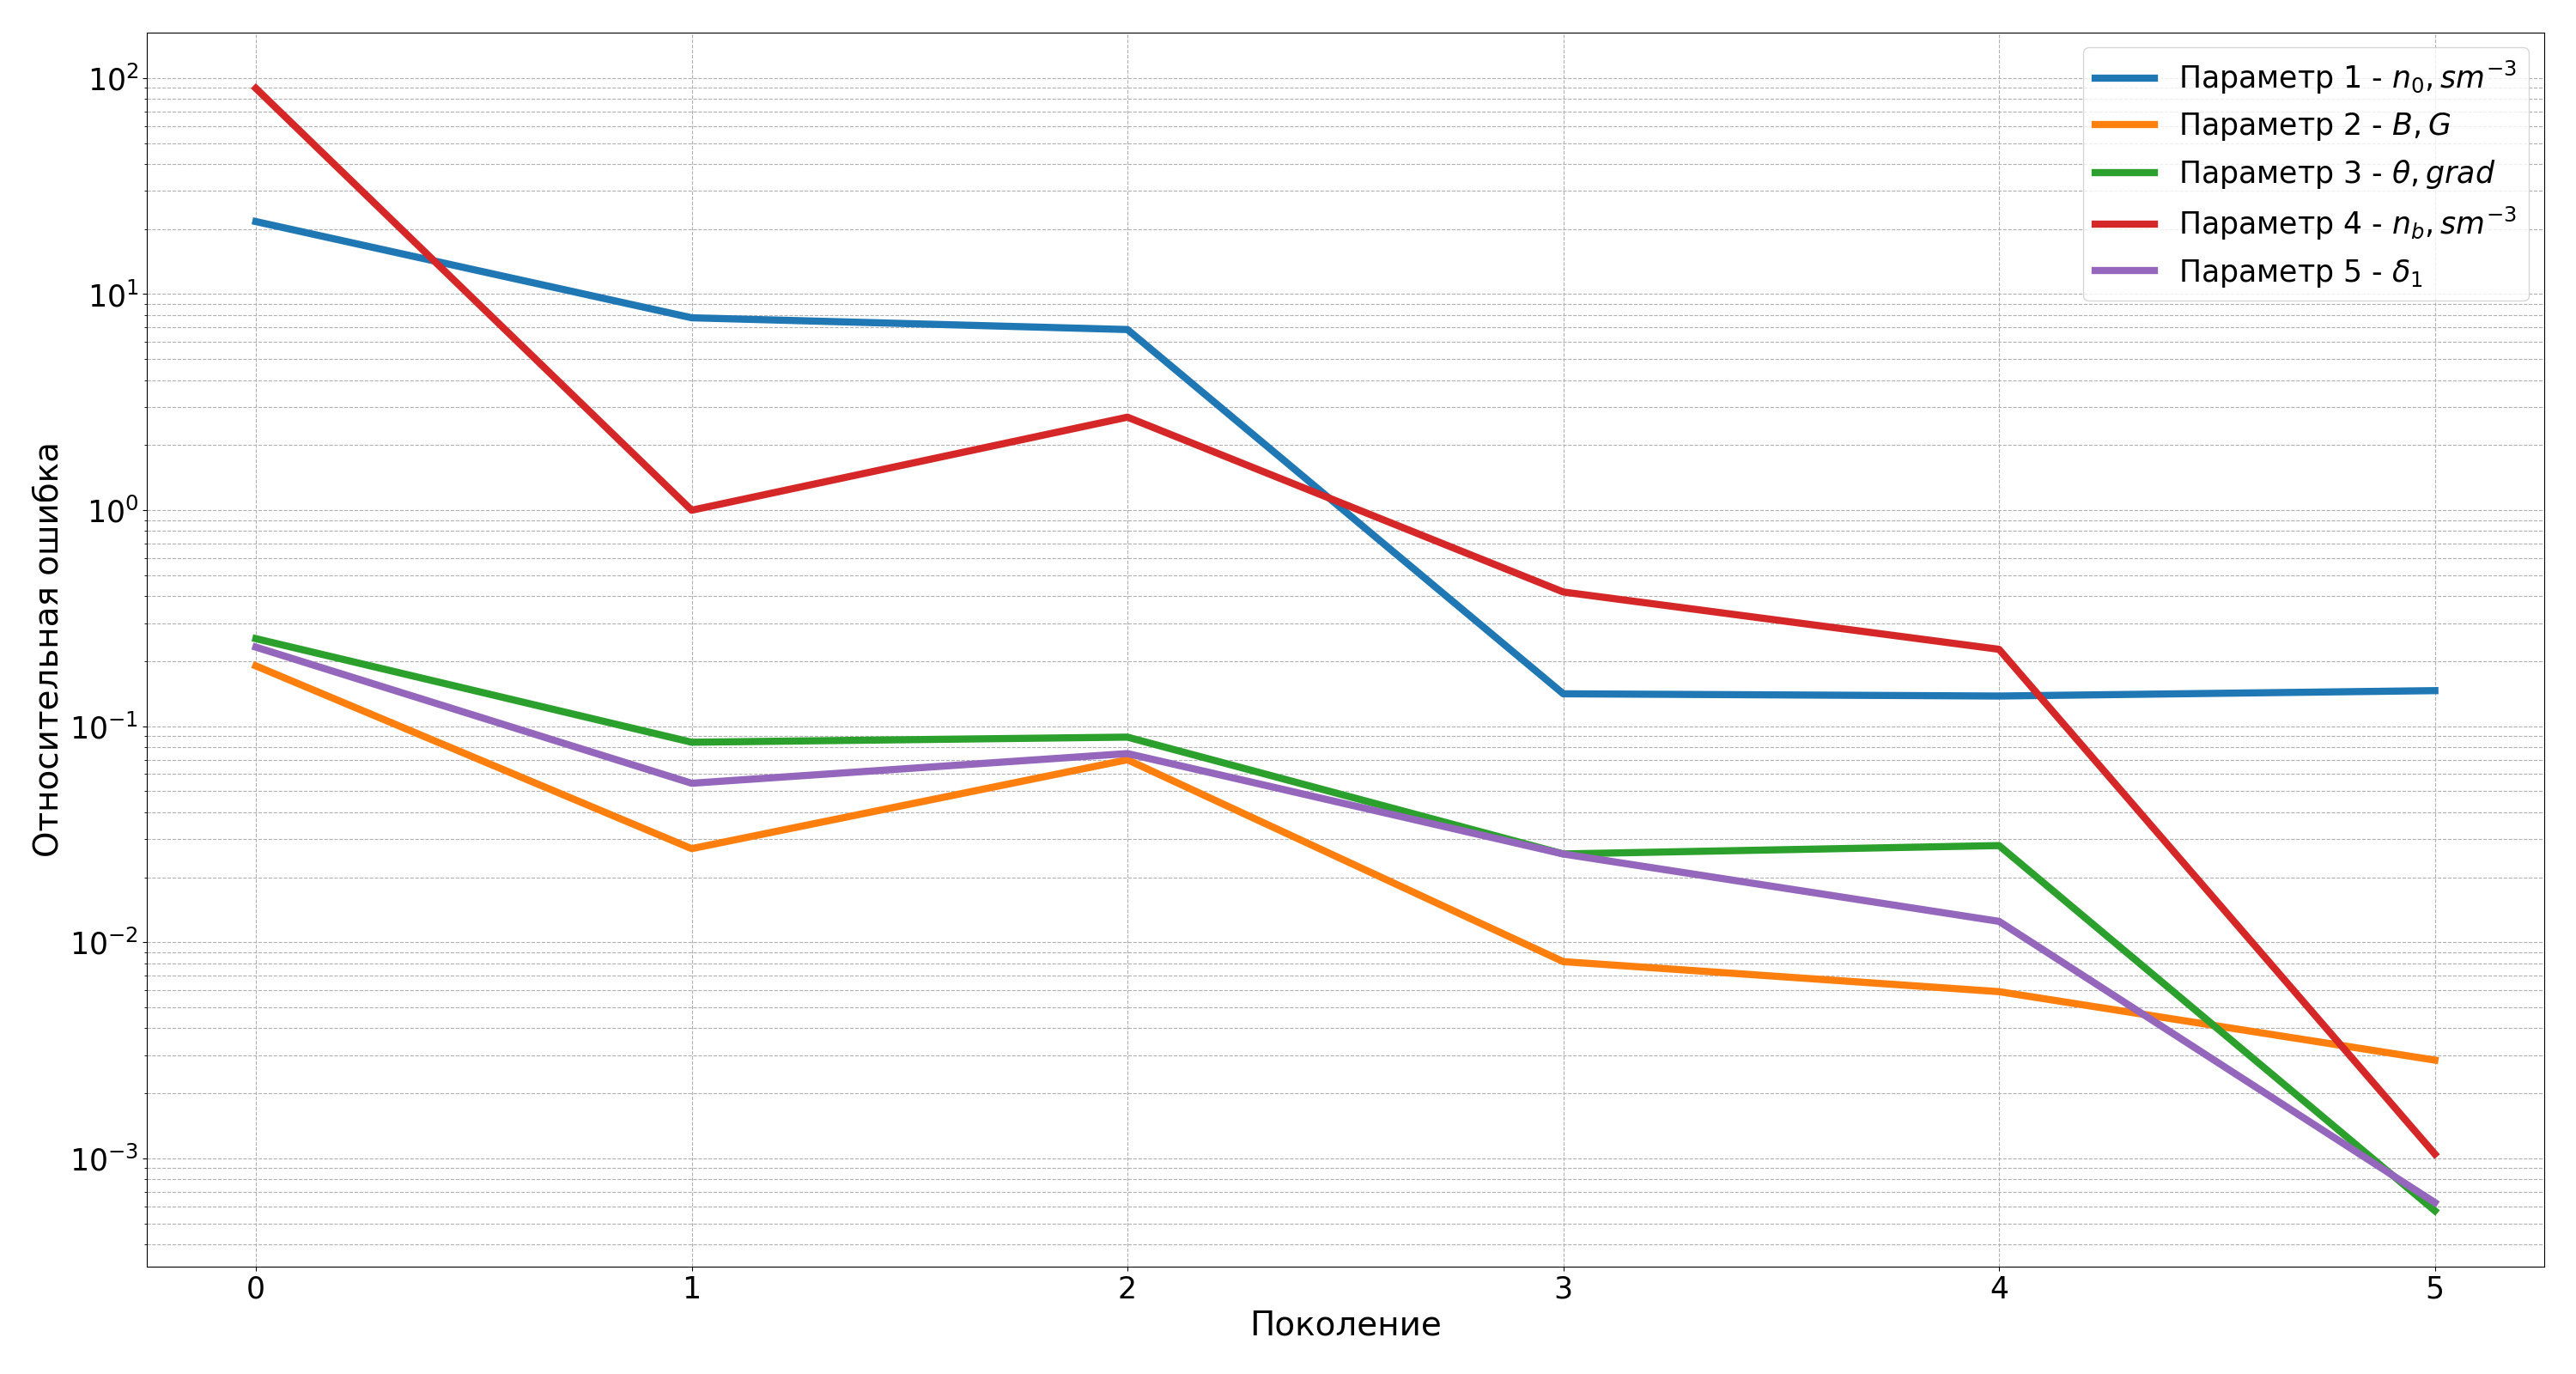 Относительная ошибка
10²
10¹
10⁰
10⁻¹
10⁻²
10⁻³
Параметр 1 - n₀, sm⁻³
Параметр 2 - B, G
Параметр 3 - θ, grad
Параметр 4 - n_b, sm⁻³
Параметр 5 - δ₁
0 1 2 3 4 5
Поколение